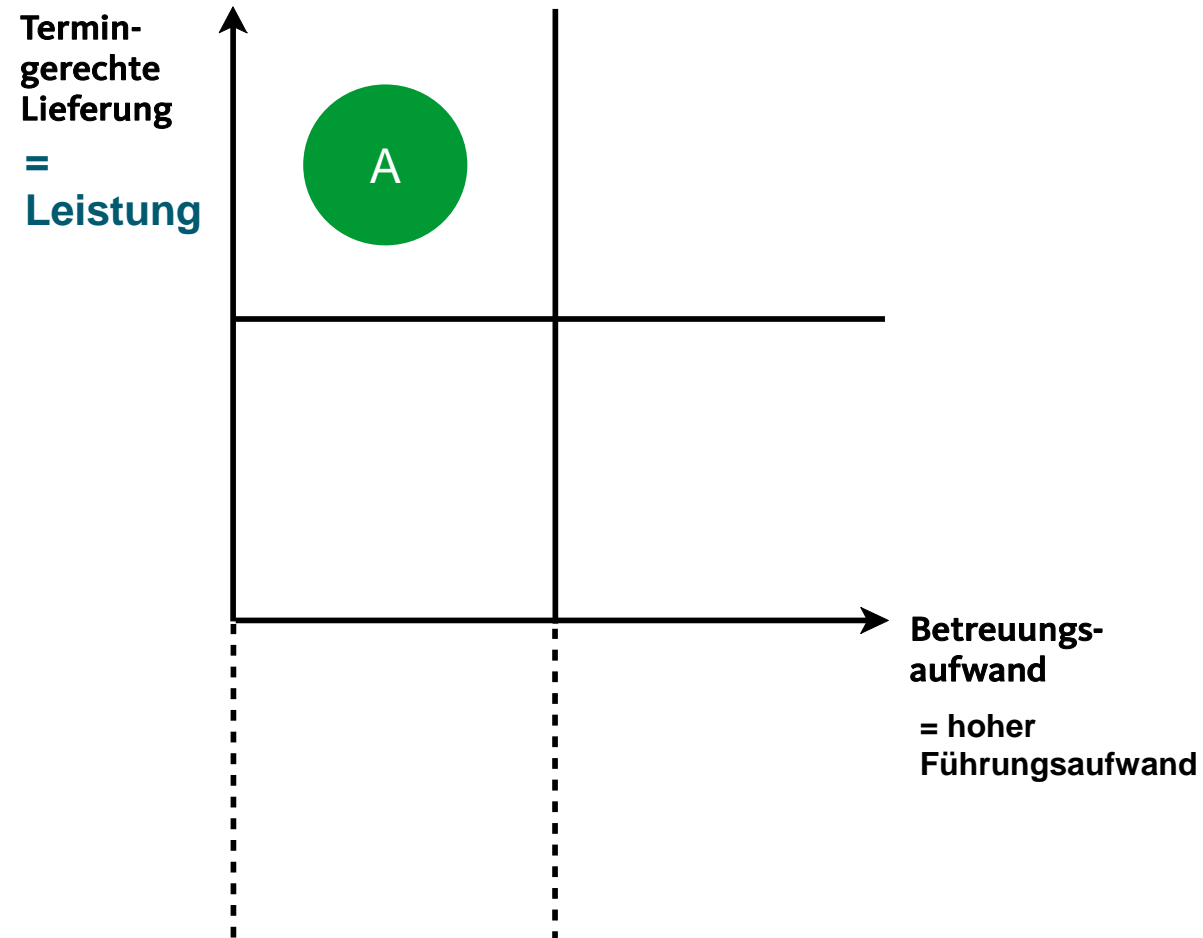 Termin-
gerechte
Lieferung
=
Leistung
A
Betreuungs-
aufwand
= hoher
Führungsaufwand